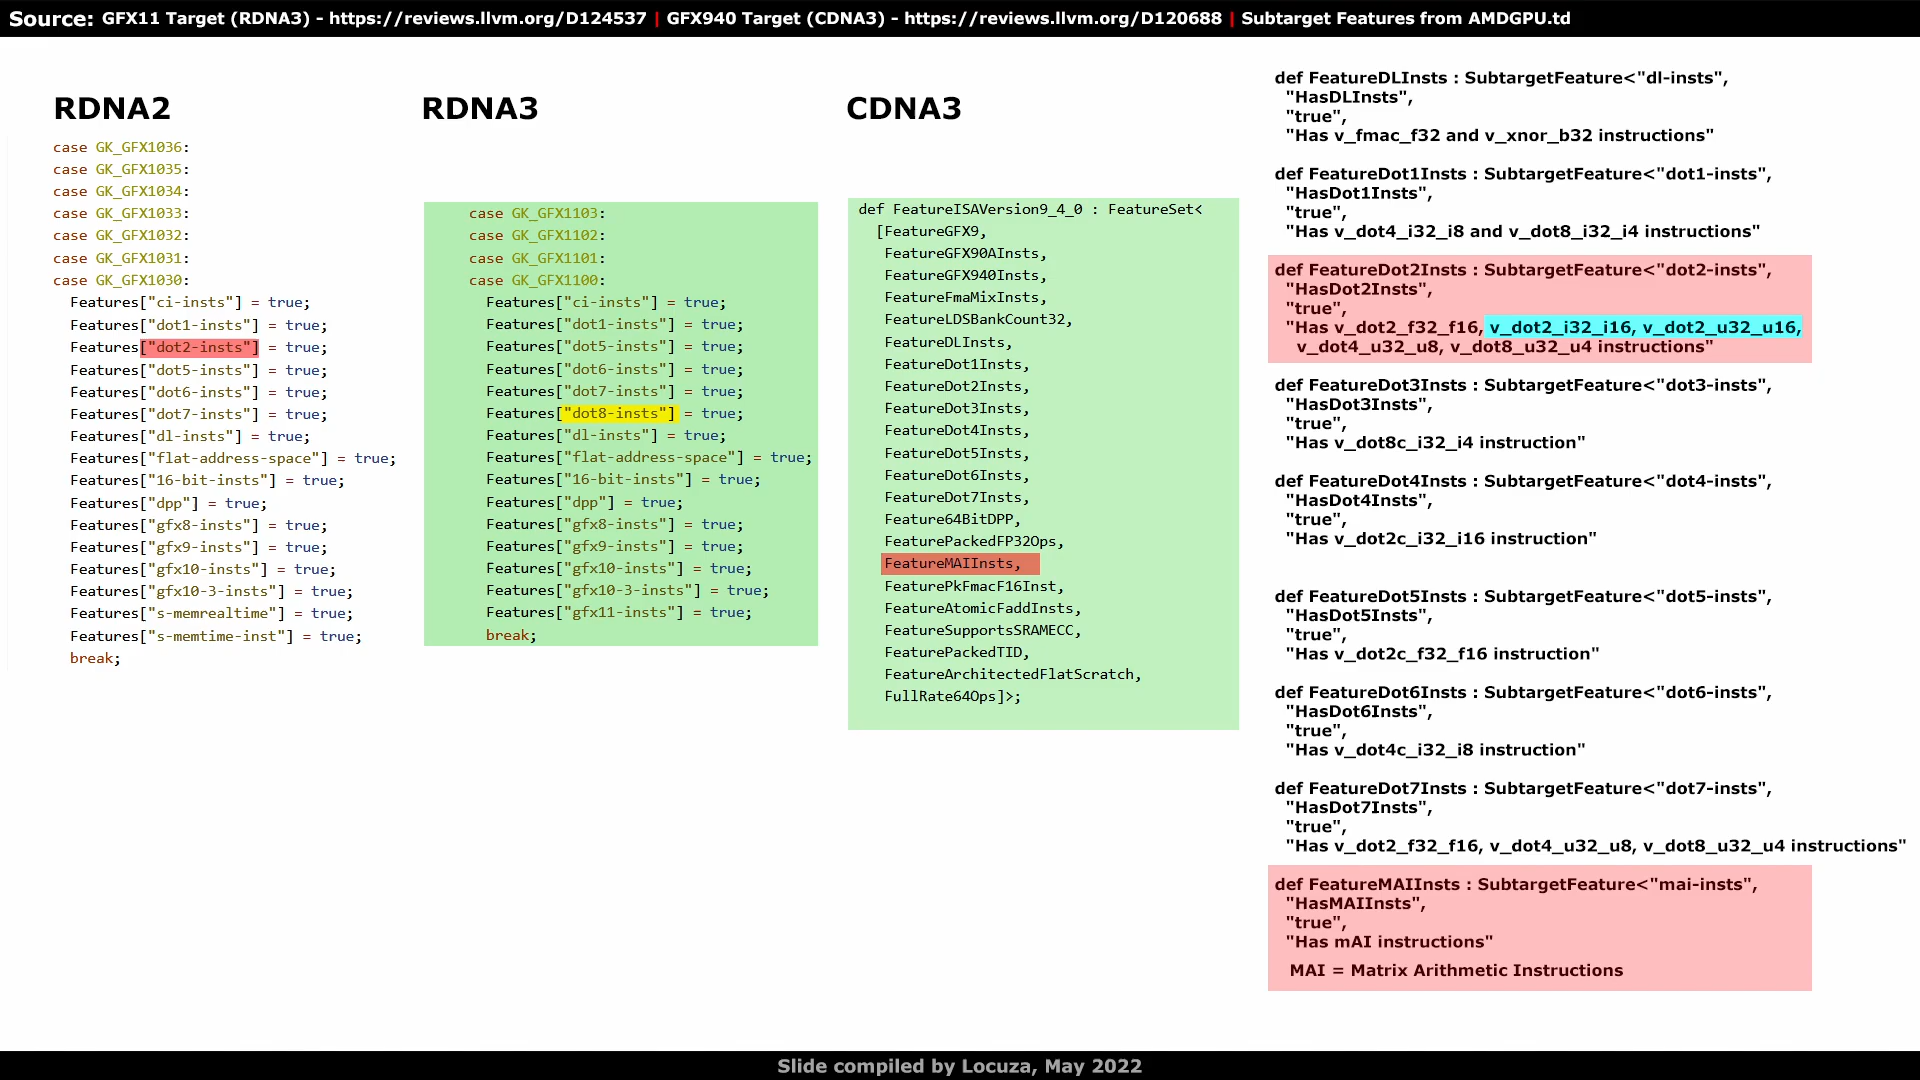 Source: GFX11 Target (RDNA3) - https://reviews.llvm.org/D124537 | GFX940 Target (CDNA3) - https://reviews.llvm.org/D120688 | Subtarget Features from AMDGPU.td
RDNA2
case GK_GFX1036:
case GK_GFX1035:
case GK_GFX1034:
case GK_GFX1033:
case GK_GFX1032:
case GK_GFX1031:
case GK_GFX1030:
Features["ci-insts"] = true;
Features["dot1-insts"] = true;
Features["dot2-insts"] = true;
Features["dot5-insts"] = true;
Features["dot6-insts"] = true;
Features["dot7-insts"] = true;
Features["dl-insts"] = true;
Features["flat-address-space"] = true;
Features["16-bit-insts"] = true;
Features["dpp"] = true;
Features["gfx8-insts"] = true;
Features["gfx9-insts"] = true;
Features["gfx10-insts"] = true;
Features["gfx10-3-insts"] = true;
Features["s-memrealtime"] = true;
Features["s-memtime-inst"] = true;
break;
RDNA3
case GK_GFX1103:
case GK_GFX1102:
case GK_GFX1101:
case GK_GFX1100:
Features["ci-insts"] = true;
Features["dot1-insts"] = true;
Features["dot5-insts"] = true;
Features["dot6-insts"] = true;
Features["dot7-insts"] = true;
Features["dot8-insts"] = true;
Features["dl-insts"] = true;
Features["flat-address-space"] = true;
Features["16-bit-insts"] = true;
Features["dpp"] = true;
Features["gfx8-insts"] = true;
Features["gfx9-insts"] = true;
Features["gfx10-insts"] = true;
Features["gfx10-3-insts"] = true;
Features["gfx11-insts"] = true;
break;
CDNA3
def FeatureISAVersion9_4_0 : FeatureSet<
[FeatureGFX9,
FeatureGFX90AInsts,
FeatureGFX940Insts,
FeatureFmaMixInsts,
FeatureLDSBankCount32,
FeatureDLInsts,
FeatureDot1Insts,
FeatureDot2Insts,
FeatureDot3Insts,
FeatureDot4Insts,
FeatureDot5Insts,
FeatureDot6Insts,
FeatureDot7Insts,
Feature64BitDPP,
FeaturePackedFP32Ops,
FeatureMAIInsts,
FeaturePkFmacF16Inst,
FeatureAtomicFaddInsts,
FeatureSupportsSRAMECC,
FeaturePackedTID,
FeatureArchitectedFlatScratch,
FullRate64Ops]>;
def FeatureDLInsts : SubtargetFeature<"dl-insts",
"HasDLInsts",
"true",
"Has v_fmac_f32 and v_xnor_b32 instructions"
def FeatureDot1Insts : SubtargetFeature<"dot1-insts",
"HasDot1Insts",
"true",
"Has v_dot4_i32_i8 and v_dot8_i32_i4 instructions"
def FeatureDot2Insts : SubtargetFeature<"dot2-insts",
"HasDot2Insts",
"true",
"Has v_dot2_f32_f16, v_dot2_i32_i16, v_dot2_u32_u16,
v_dot4_u32_u8, v_dot8_u32_u4 instructions"
def FeatureDot3Insts : SubtargetFeature<"dot3-insts",
"HasDot3Insts",
"true",
"Has v_dot8c_i32_i4 instruction"
def FeatureDot4Insts : SubtargetFeature<"dot4-insts",
"HasDot4Insts",
"true",
"Has v_dot2c_i32_i16 instruction"
def FeatureDot5Insts : SubtargetFeature<"dot5-insts",
"HasDot5Insts",
"true",
"Has v_dot2c_f32_f16 instruction"
def FeatureDot6Insts : SubtargetFeature<"dot6-insts",
"HasDot6Insts",
"true",
"Has v_dot4c_i32_i8 instruction"
def FeatureDot7Insts : SubtargetFeature<"dot7-insts",
"HasDot7Insts",
"true",
"Has v_dot2_f32_f16, v_dot4_u32_u8, v_dot8_u32_u4 instructions"
def FeatureMAIInsts : SubtargetFeature<"mai-insts",
"HasMAIInsts",
"true",
"Has mAI instructions"
MAI = Matrix Arithmetic Instructions
Slide compiled by Locuza, May 2022